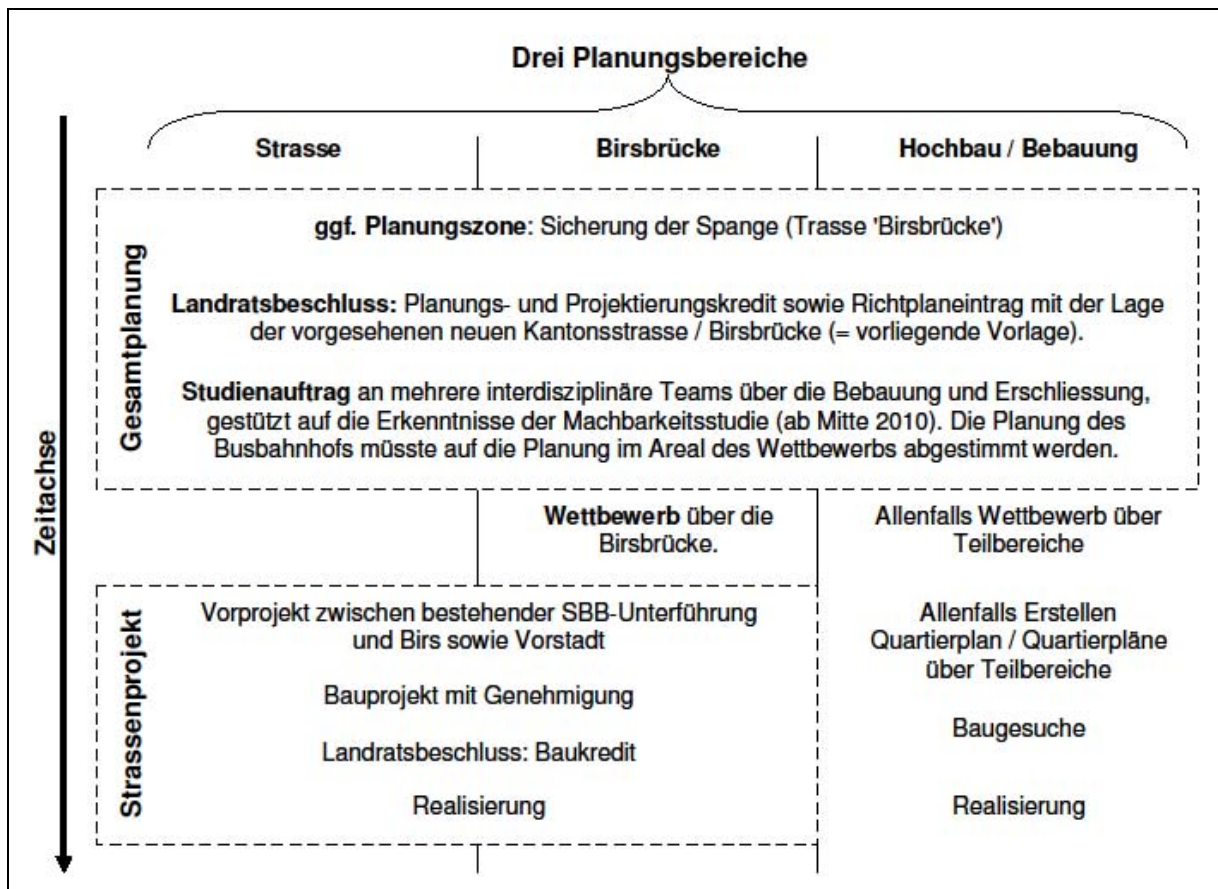 Drei Planungsbereiche
Strasse
Birsbrücke
Hochbau / Bebauung
Zeitachse
Gesamtplanung
ggf. Planungszone: Sicherung der Spange (Trasse 'Birsbrücke')
Landratsbeschluss: Planungs- und Projektierungskredit sowie Richtplaneintrag mit der Lage
der vorgesehenen neuen Kantonsstrasse / Birsbrücke (= vorliegende Vorlage).
Studienauftrag an mehrere interdisziplinäre Teams über die Bebauung und Erschliessung,
gestützt auf die Erkenntnisse der Machbarkeitsstudie (ab Mitte 2010). Die Planung des
Busbahnhofs müsste auf die Planung im Areal des Wettbewerbs abgestimmt werden.
Wettbewerb über die
Birsbrücke.
Allenfalls Wettbewerb über
Teilbereiche
Strassenprojekt
Vorprojekt zwischen bestehender SBB-Unterführung
und Birs sowie Vorstadt
Bauprojekt mit Genehmigung
Landratsbeschluss: Baukredit
Realisierung
Allenfalls Erstellen
Quartierplan / Quartierpläne
über Teilbereiche
Baugesuche
Realisierung